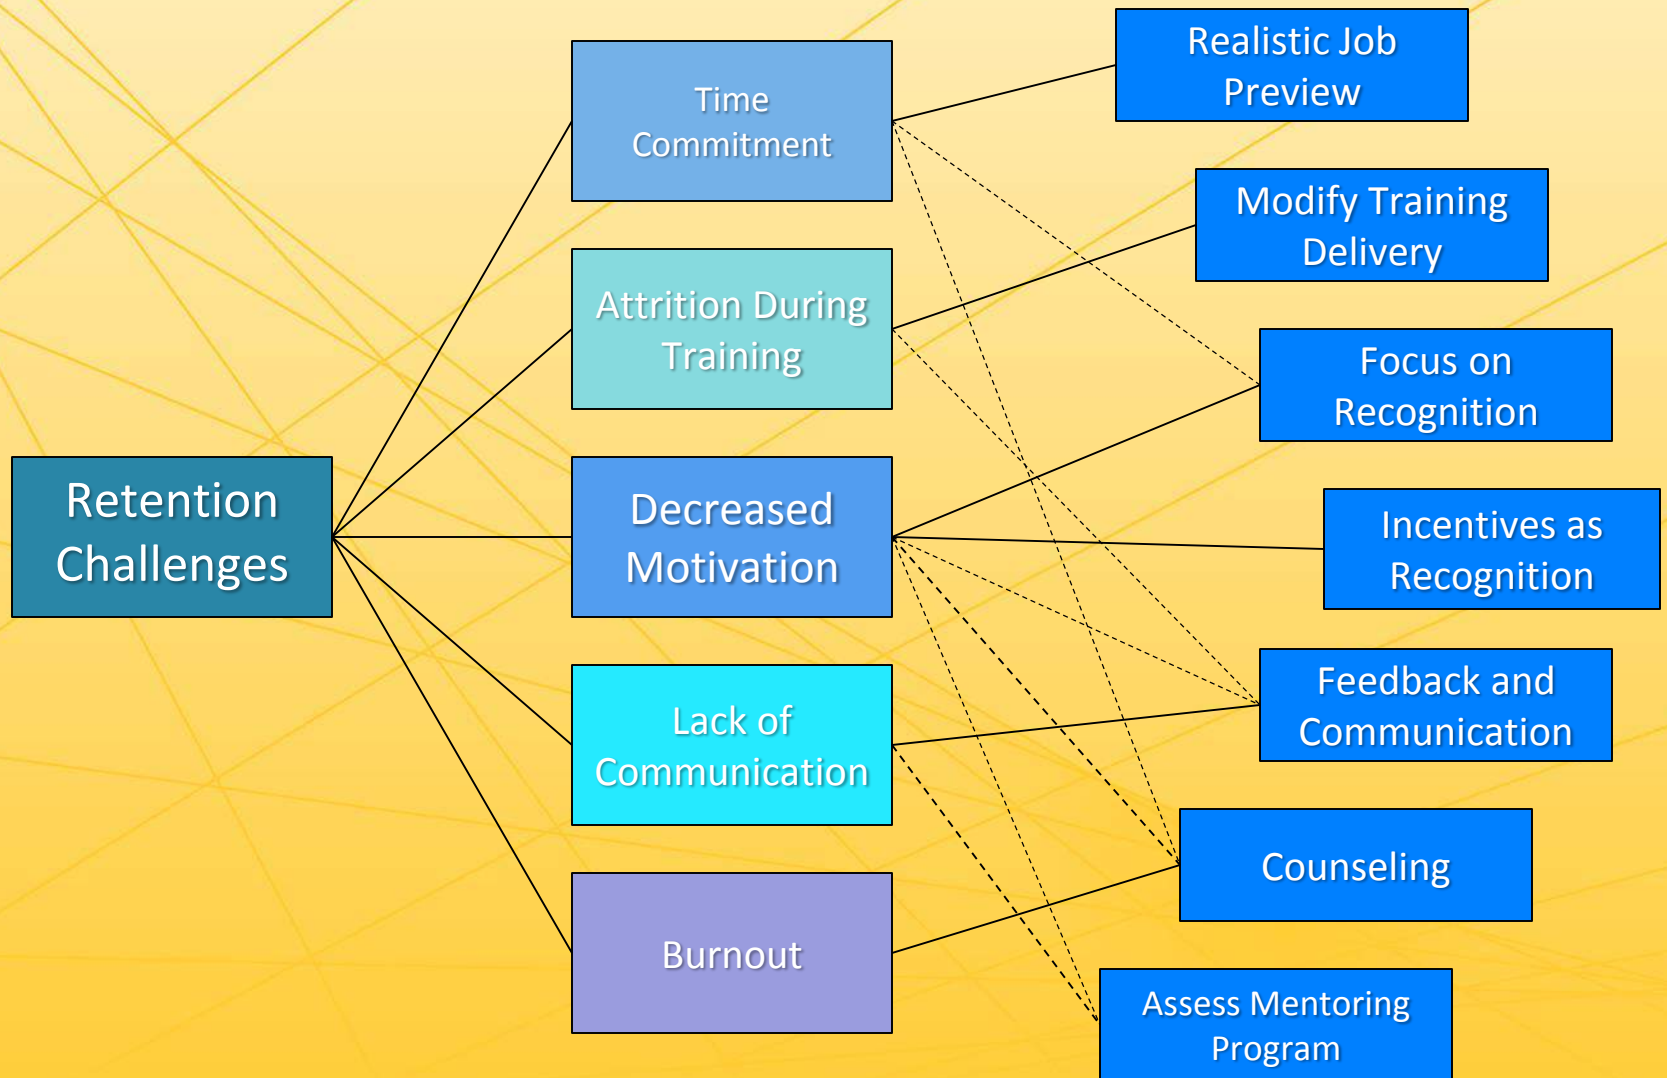 Retention
Challenges
Time
Commitment
Attrition During
Training
Decreased
Motivation
Lack of
Communication
Burnout
Realistic Job
Preview
Modify Training
Delivery
Focus on
Recognition
Incentives as
Recognition
Feedback and
Communication
Counseling
Assess Mentoring
Program